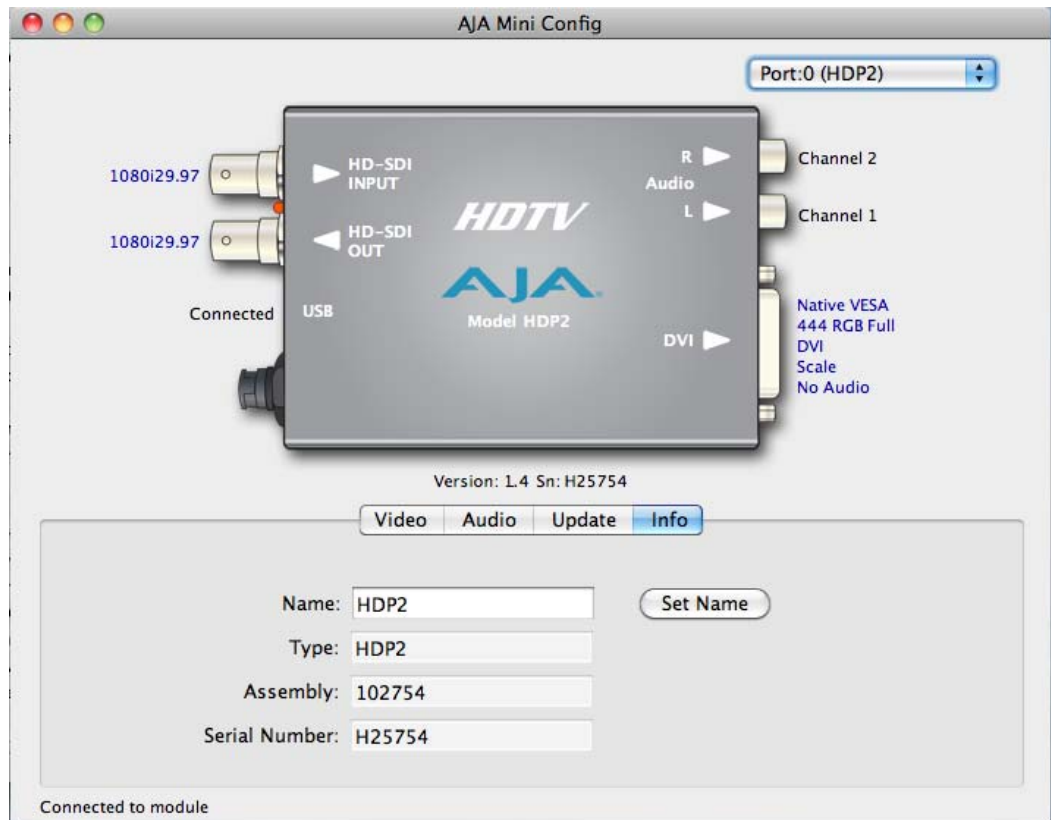 AJA Mini Config
Port:0 (HDP2)
1080i29.97
HD-SDI
INPUT
R
Channel 2
Audio
L
Channel 1
1080i29.97
HD-SDI
OUT
HDTV
AJA
Model HDP2
Connected
USB
DVI
Native VESA
444 RGB Full
DVI
Scale
No Audio
Version: 1.4 Sn: H25754
Video Audio Update Info
Name: HDP2 Set Name
Type: HDP2
Assembly: 102754
Serial Number: H25754
Connected to module